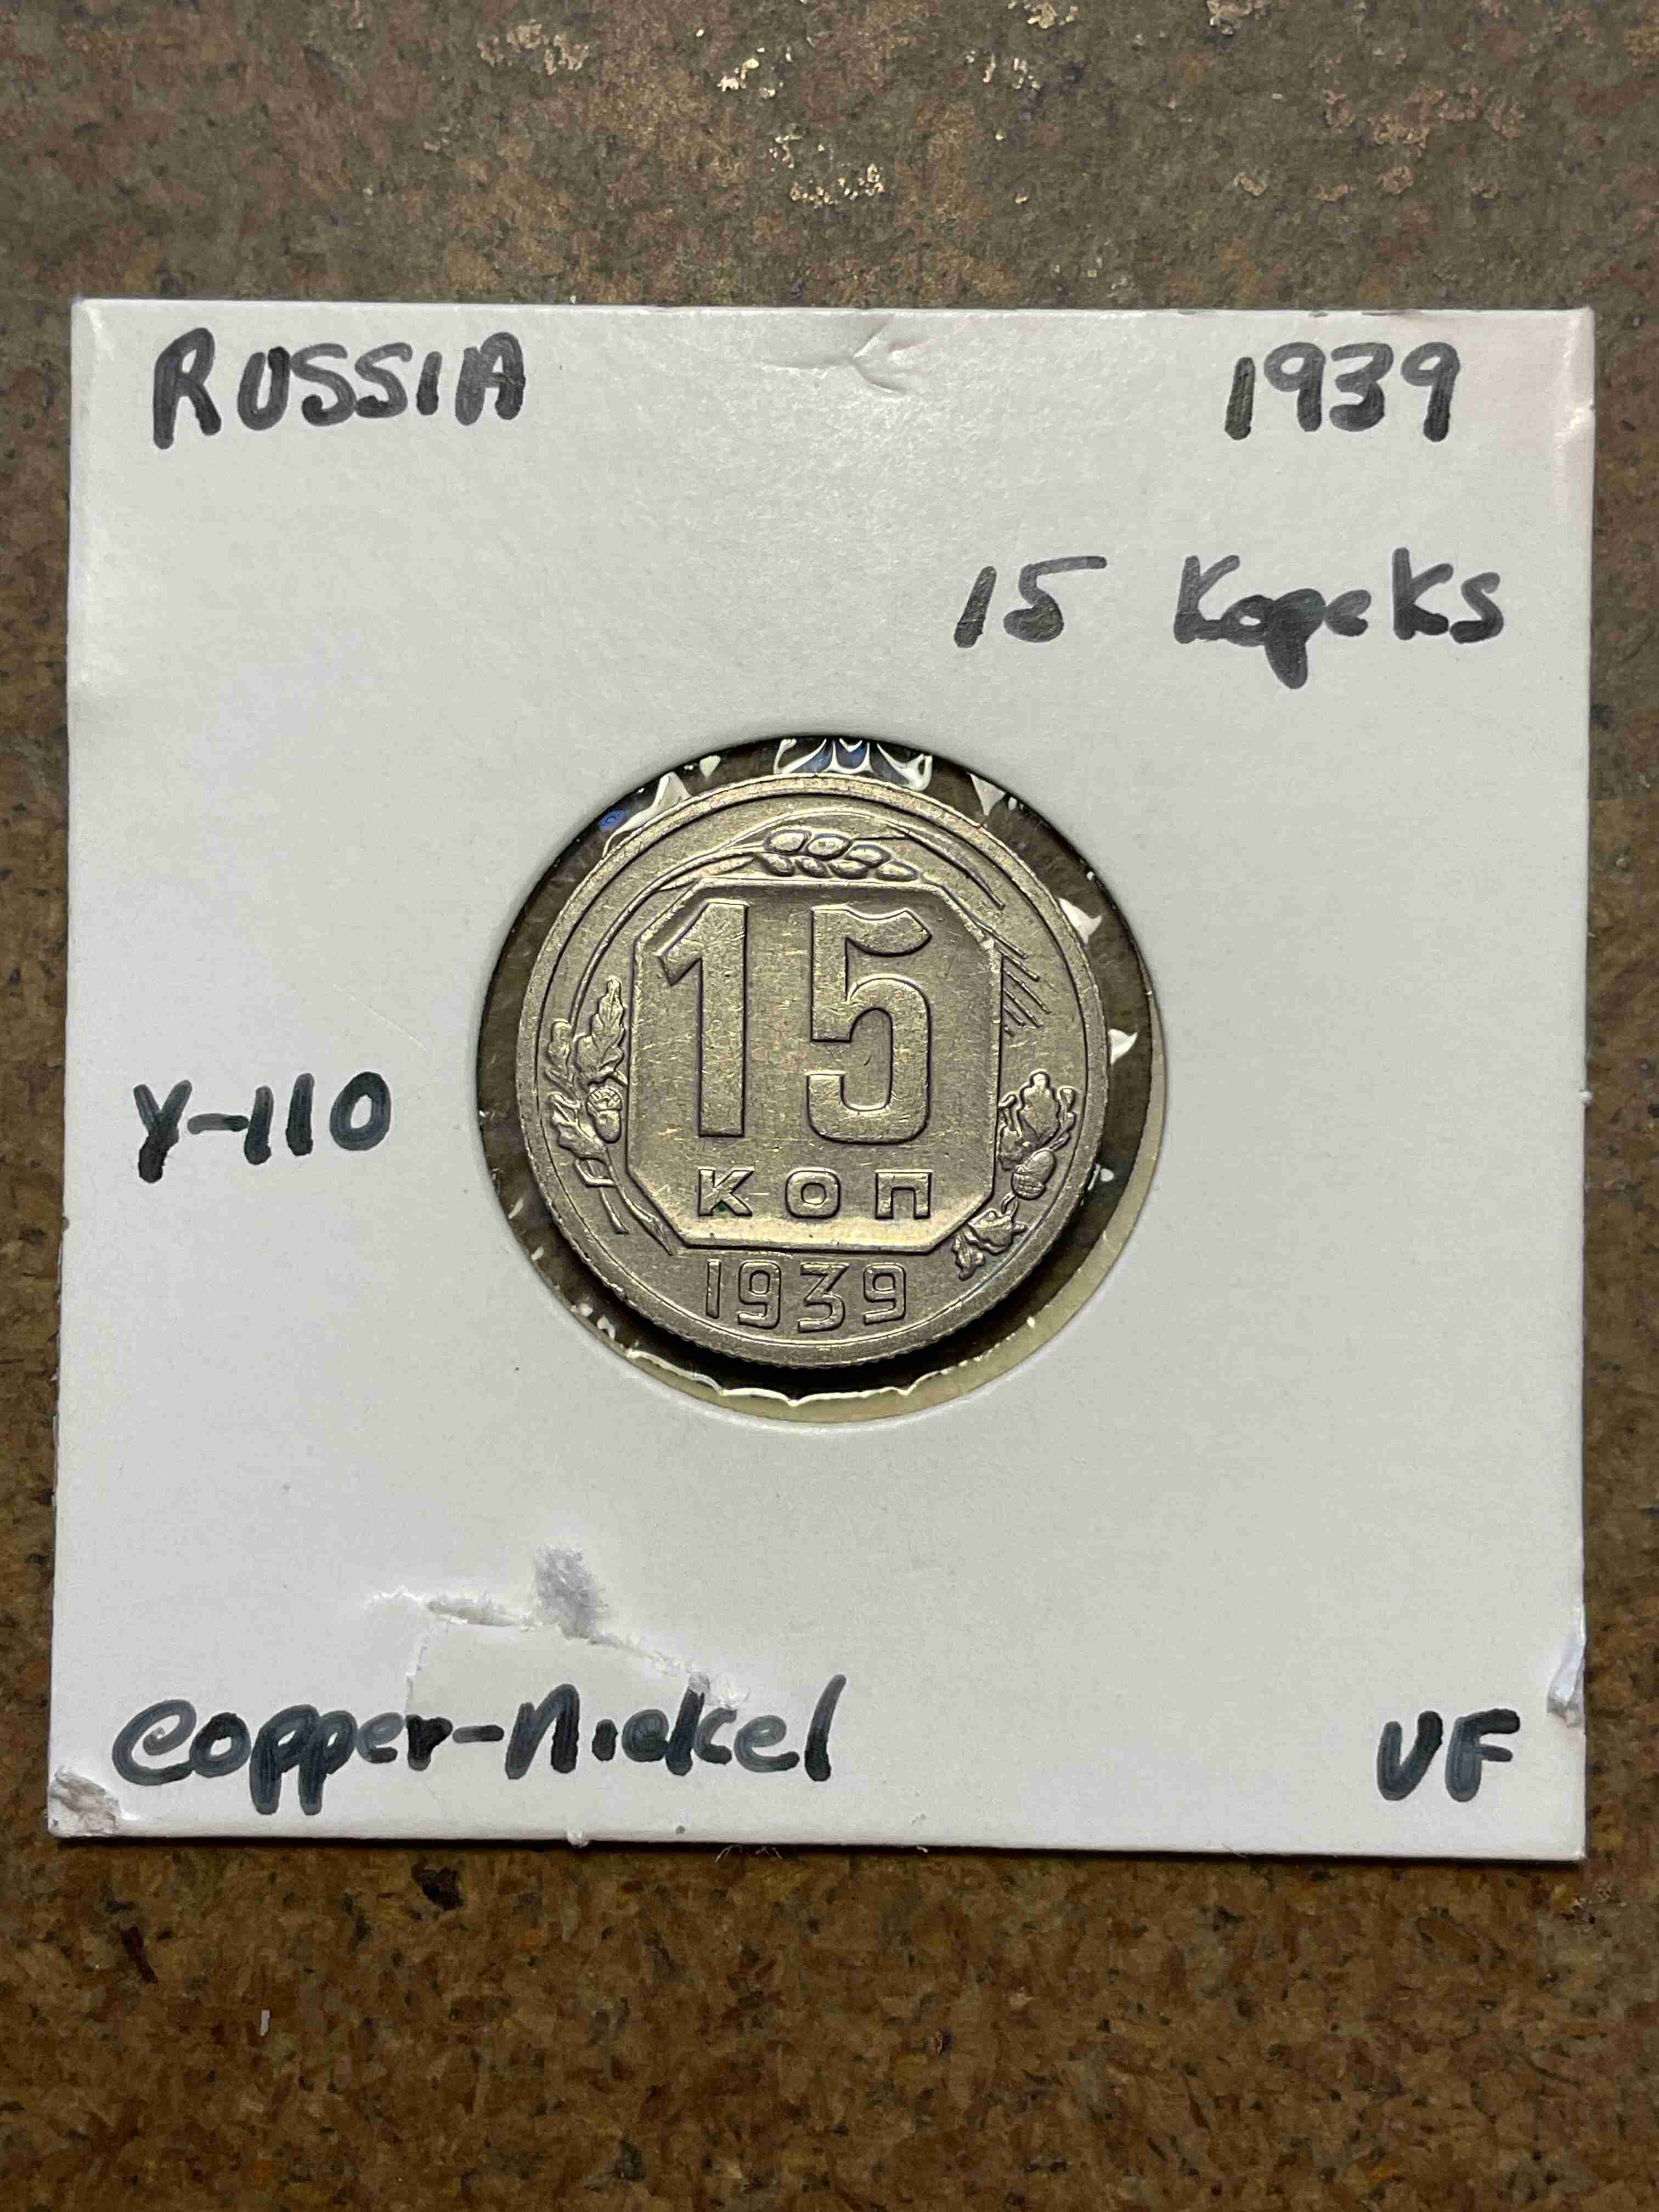 RUSSIA 1939
15 Kopeks
15
КОП
1939
Y-110
Copper-Nickel VF